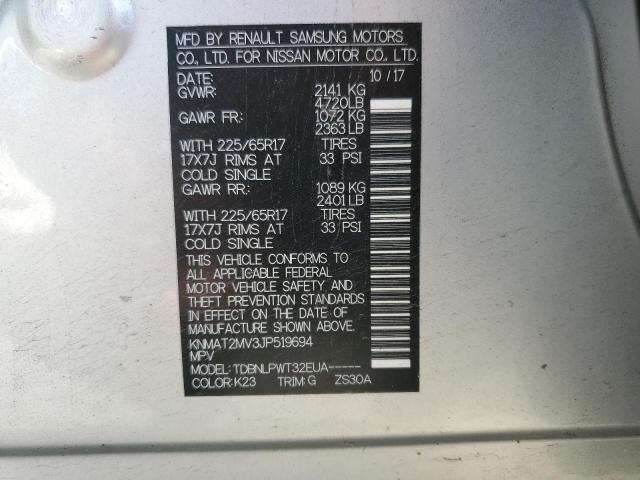 MFD BY RENAULT SAMSUNG MOTORS
CO., LTD. FOR NISSAN MOTOR CO., LTD.
DATE: 10/17
GVWR: 2141 KG
4720LB
GAWR FR: 1072 KG
2363LB
WITH 225/65R17 TIRES
17X7J RIMS AT 33 PSI
COLD SINGLE
GAWR RR: 1089 KG
2401LB
WITH 225/65R17 TIRES
17X7J RIMS AT 33 PSI
COLD SINGLE
THIS VEHICLE CONFORMS TO
ALL APPLICABLE FEDERAL
MOTOR VEHICLE SAFETY AND
THEFT PREVENTION STANDARDS
IN EFFECT ON THE DATE OF
MANUFACTURE SHOWN ABOVE.
KNMAT2MV3JP519694
MPV
MODEL: TDBNLPWT32EUA------
COLOR:K23 TRIM:G ZS30A